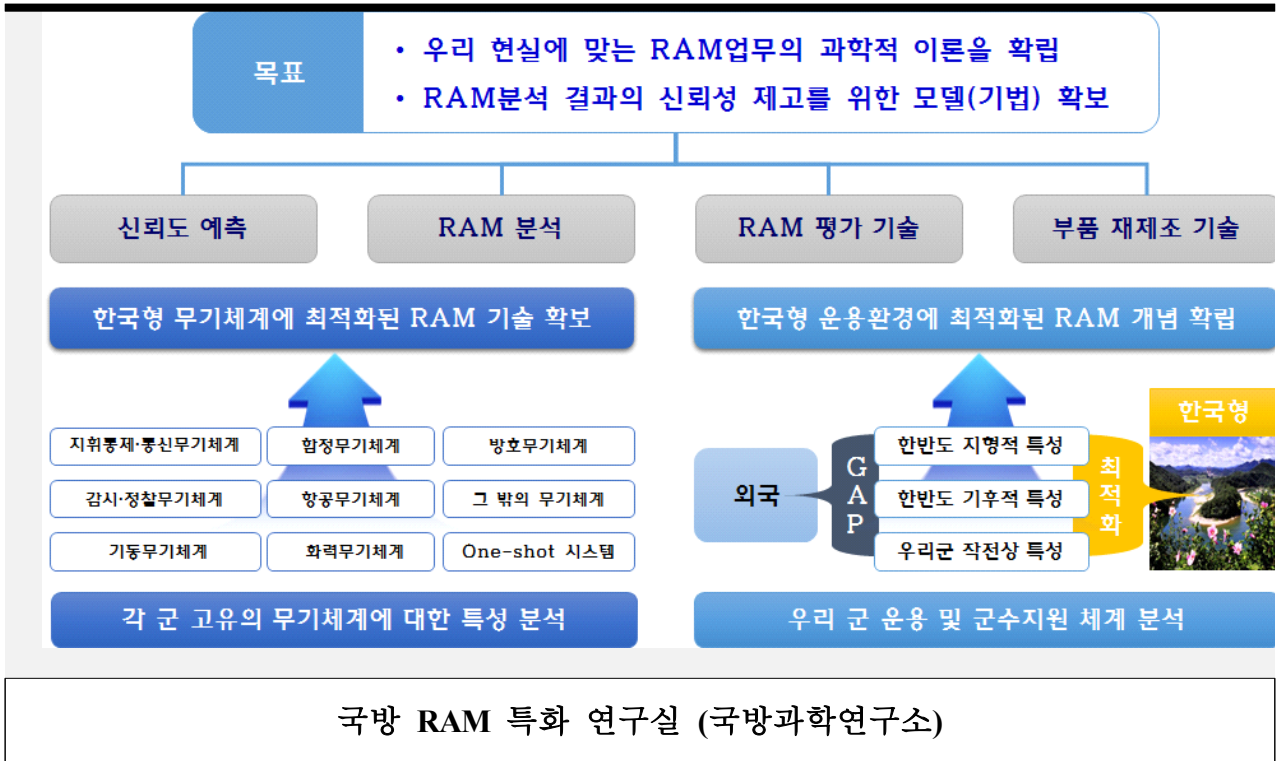 목표
• 우리 현실에 맞는 RAM업무의 과학적 이론을 확립
• RAM분석 결과의 신뢰성 제고를 위한 모델(기법) 확보
신뢰도 예측
RAM 분석
RAM 평가 기술
부품 재제조 기술
한국형 무기체계에 최적화된 RAM 기술 확보
한국형 운용환경에 최적화된 RAM 개념 확립
지휘통제·통신무기체계
함정무기체계
방호무기체계
감시·정찰무기체계
항공무기체계
그 밖의 무기체계
기동무기체계
화력무기체계
One-shot 시스템
외국
GAP
한반도 지형적 특성
한반도 기후적 특성
우리군 작전상 특성
최적화
한국형
각 군 고유의 무기체계에 대한 특성 분석
우리 군 운용 및 군수지원 체계 분석
국방 RAM 특화 연구실 (국방과학연구소)